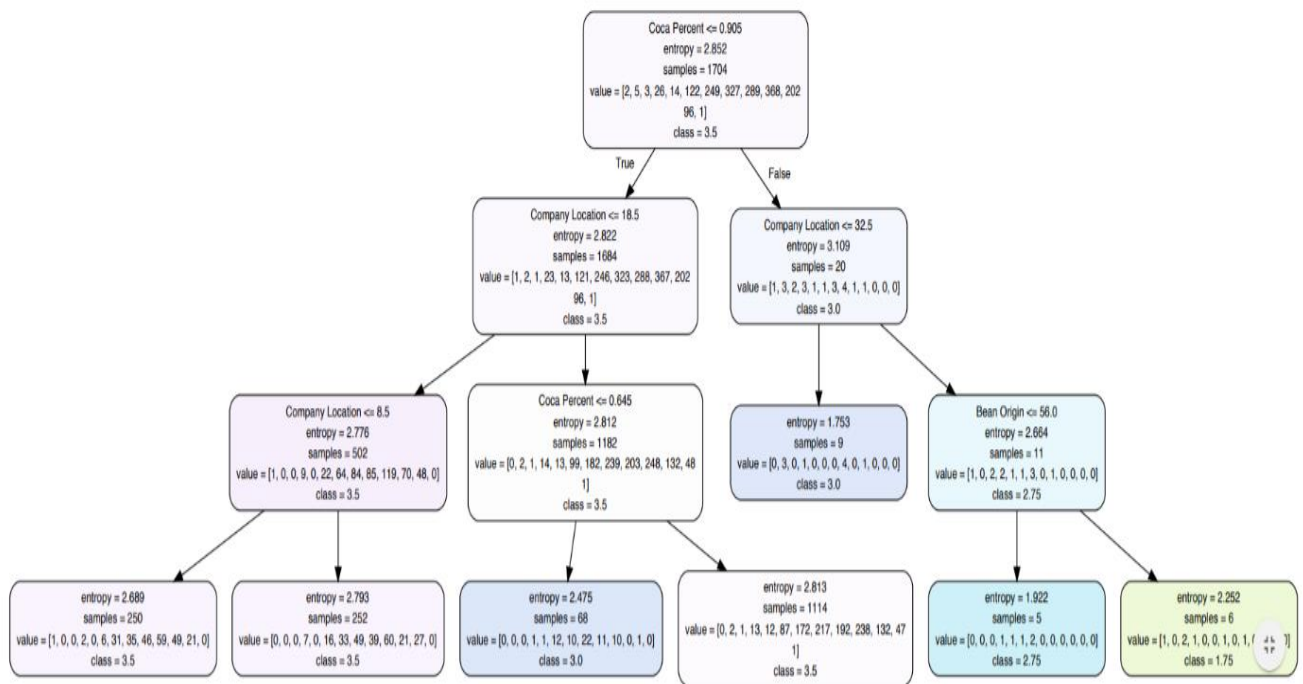 Coca Percent <= 0.905
entropy = 2.852
samples = 1704
value = [2, 5, 3, 26, 14, 122, 249, 327, 289, 368, 202
96, 1]
class = 3.5
True
False
Company Location <= 18.5
entropy = 2.822
samples = 1684
value = [1, 2, 1, 23, 13, 121, 246, 323, 288, 367, 202
96, 1]
class = 3.5
Company Location <= 32.5
entropy = 3.109
samples = 20
value = [1, 3, 2, 3, 1, 1, 3, 4, 1, 1, 0, 0, 0]
class = 3.0
Company Location <= 8.5
entropy = 2.776
samples = 502
value = [1, 0, 0, 9, 0, 22, 64, 84, 85, 119, 70, 48, 0]
class = 3.5
Coca Percent <= 0.645
entropy = 2.812
samples = 1182
value = [0, 2, 1, 14, 13, 99, 182, 239, 203, 248, 132, 48
1]
class = 3.5
entropy = 1.753
samples = 9
value = [0, 3, 0, 1, 0, 0, 0, 4, 0, 1, 0, 0, 0]
class = 3.0
Bean Origin <= 56.0
entropy = 2.664
samples = 11
value = [1, 0, 2, 2, 1, 1, 3, 0, 1, 0, 0, 0, 0]
class = 2.75
entropy = 2.689
samples = 250
value = [1, 0, 0, 2, 0, 6, 31, 35, 46, 59, 49, 21, 0]
class = 3.5
entropy = 2.793
samples = 252
value = [0, 0, 0, 7, 0, 16, 33, 49, 39, 60, 21, 27, 0]
class = 3.5
entropy = 2.475
samples = 68
value = [0, 0, 0, 1, 1, 12, 10, 22, 11, 10, 0, 1, 0]
class = 3.0
entropy = 2.813
samples = 1114
value = [0, 2, 1, 13, 12, 87, 172, 217, 192, 238, 132, 47
1]
class = 3.5
entropy = 1.922
samples = 5
value = [0, 0, 0, 1, 1, 1, 2, 0, 0, 0, 0, 0, 0]
class = 2.75
entropy = 2.252
samples = 6
value = [1, 0, 2, 1, 0, 0, 1, 0, 1, 0]
class = 1.75